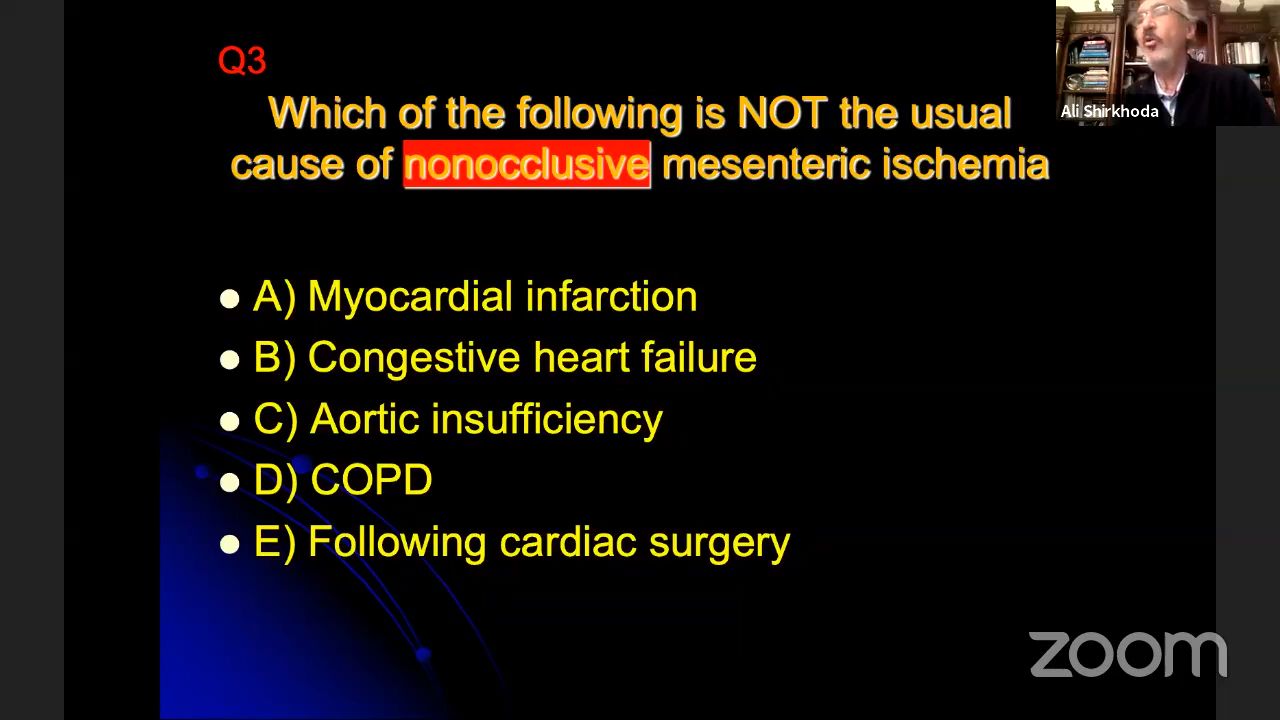 Q3
Which of the following is NOT the usual
cause of nonocclusive mesenteric ischemia
A) Myocardial infarction
B) Congestive heart failure
C) Aortic insufficiency
D) COPD
E) Following cardiac surgery
Ali Shirkhoda
zoom